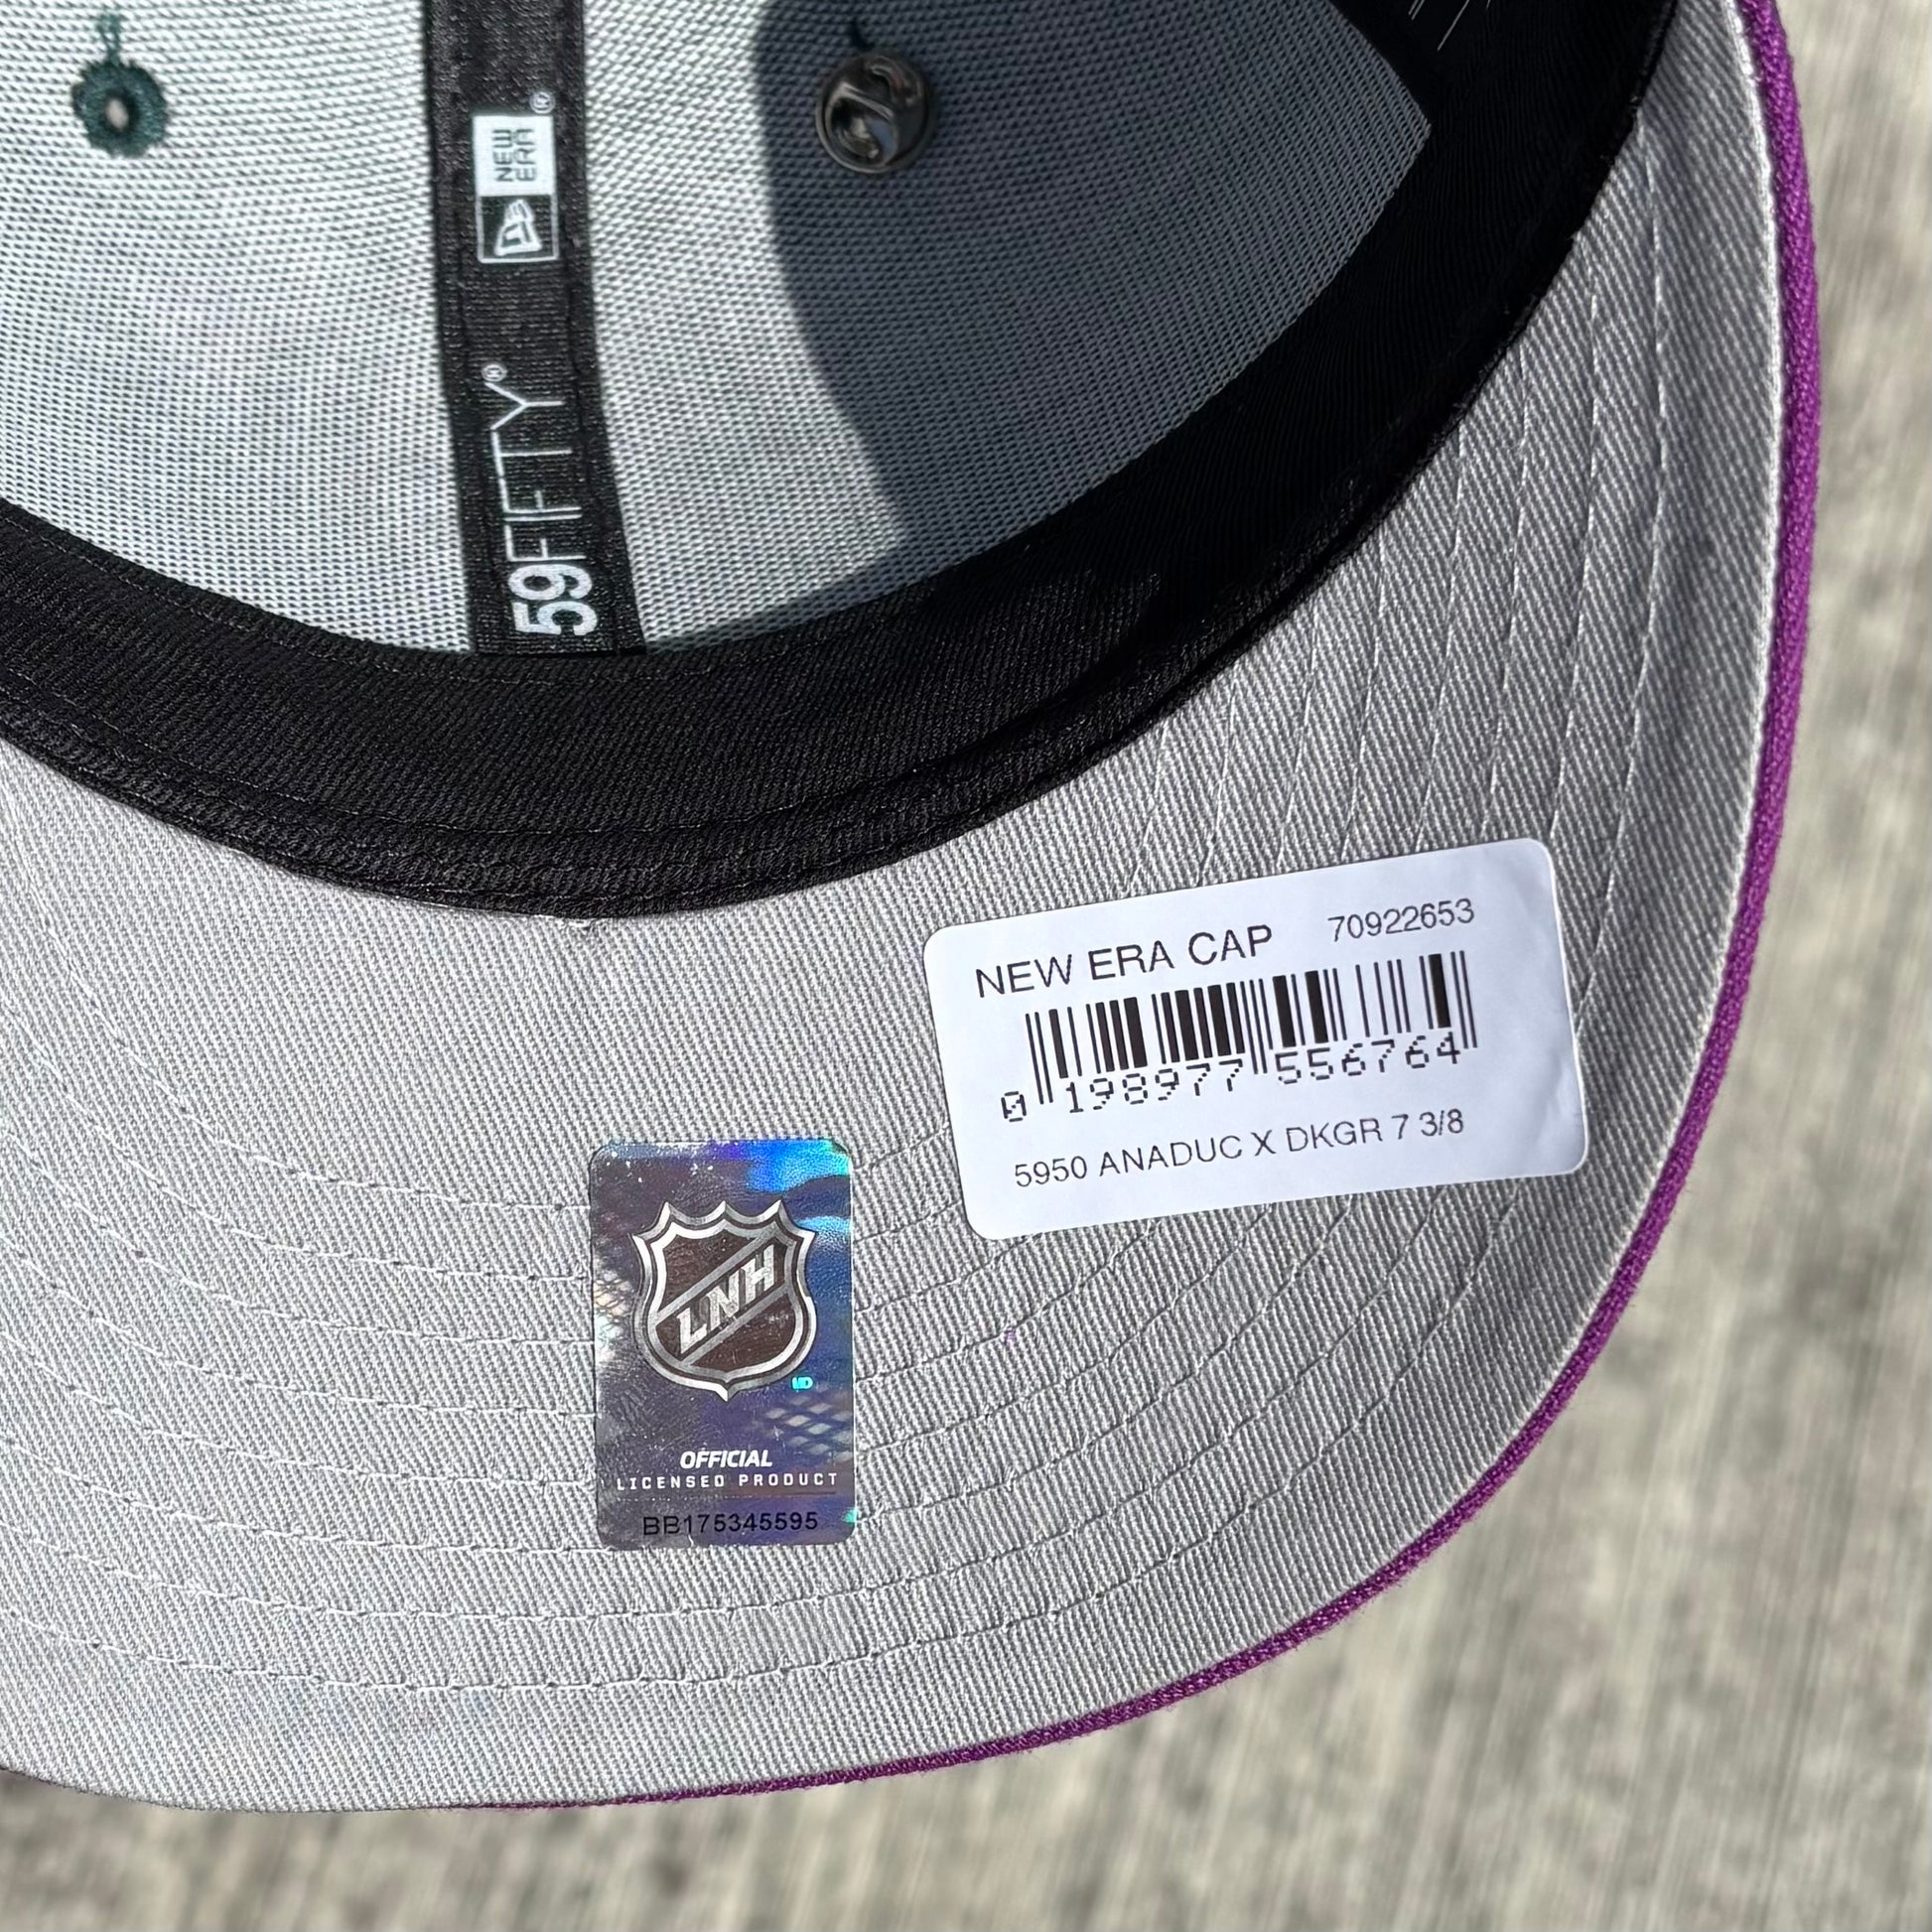 NEW ERA®
59FIFTY®
NEW ERA CAP 70922653
0 198977 556764
5950 ANADUC X DKGR 7 3/8
LNH
OFFICIAL
LICENSED PRODUCT
BB175345595